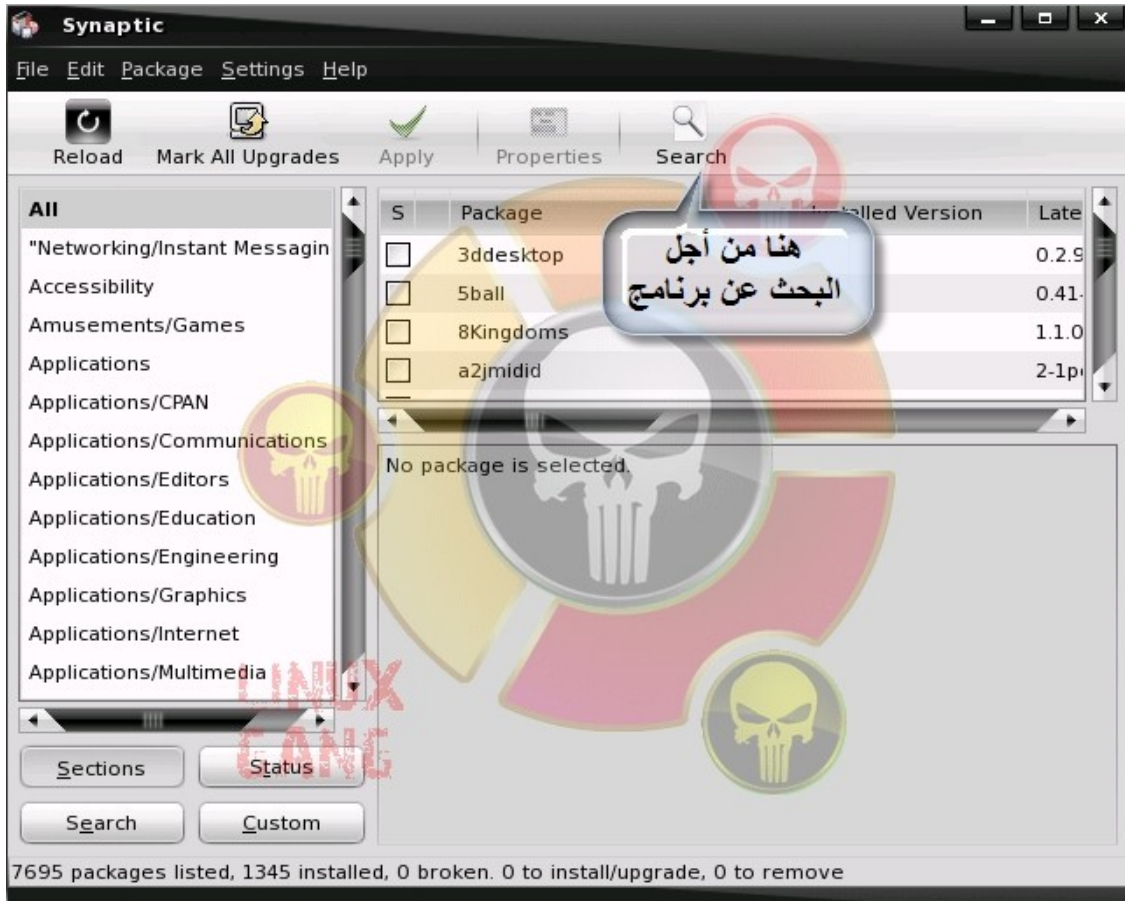 Synaptic
File Edit Package Settings Help
Reload Mark All Upgrades Apply Properties Search
All
"Networking/Instant Messagin
Accessibility
Amusements/Games
Applications
Applications/CPAN
Applications/Communications
Applications/Editors
Applications/Education
Applications/Engineering
Applications/Graphics
Applications/Internet
Applications/Multimedia
Sections Status
Search Custom
S Package Installed Version Late
3ddesktop 0.2.9
5ball 0.41-
8Kingdoms 1.1.0
a2jmidid 2-1p
هنا من أجل
البحث عن برنامج
No package is selected.
LINUX
GANG
7695 packages listed, 1345 installed, 0 broken. 0 to install/upgrade, 0 to remove